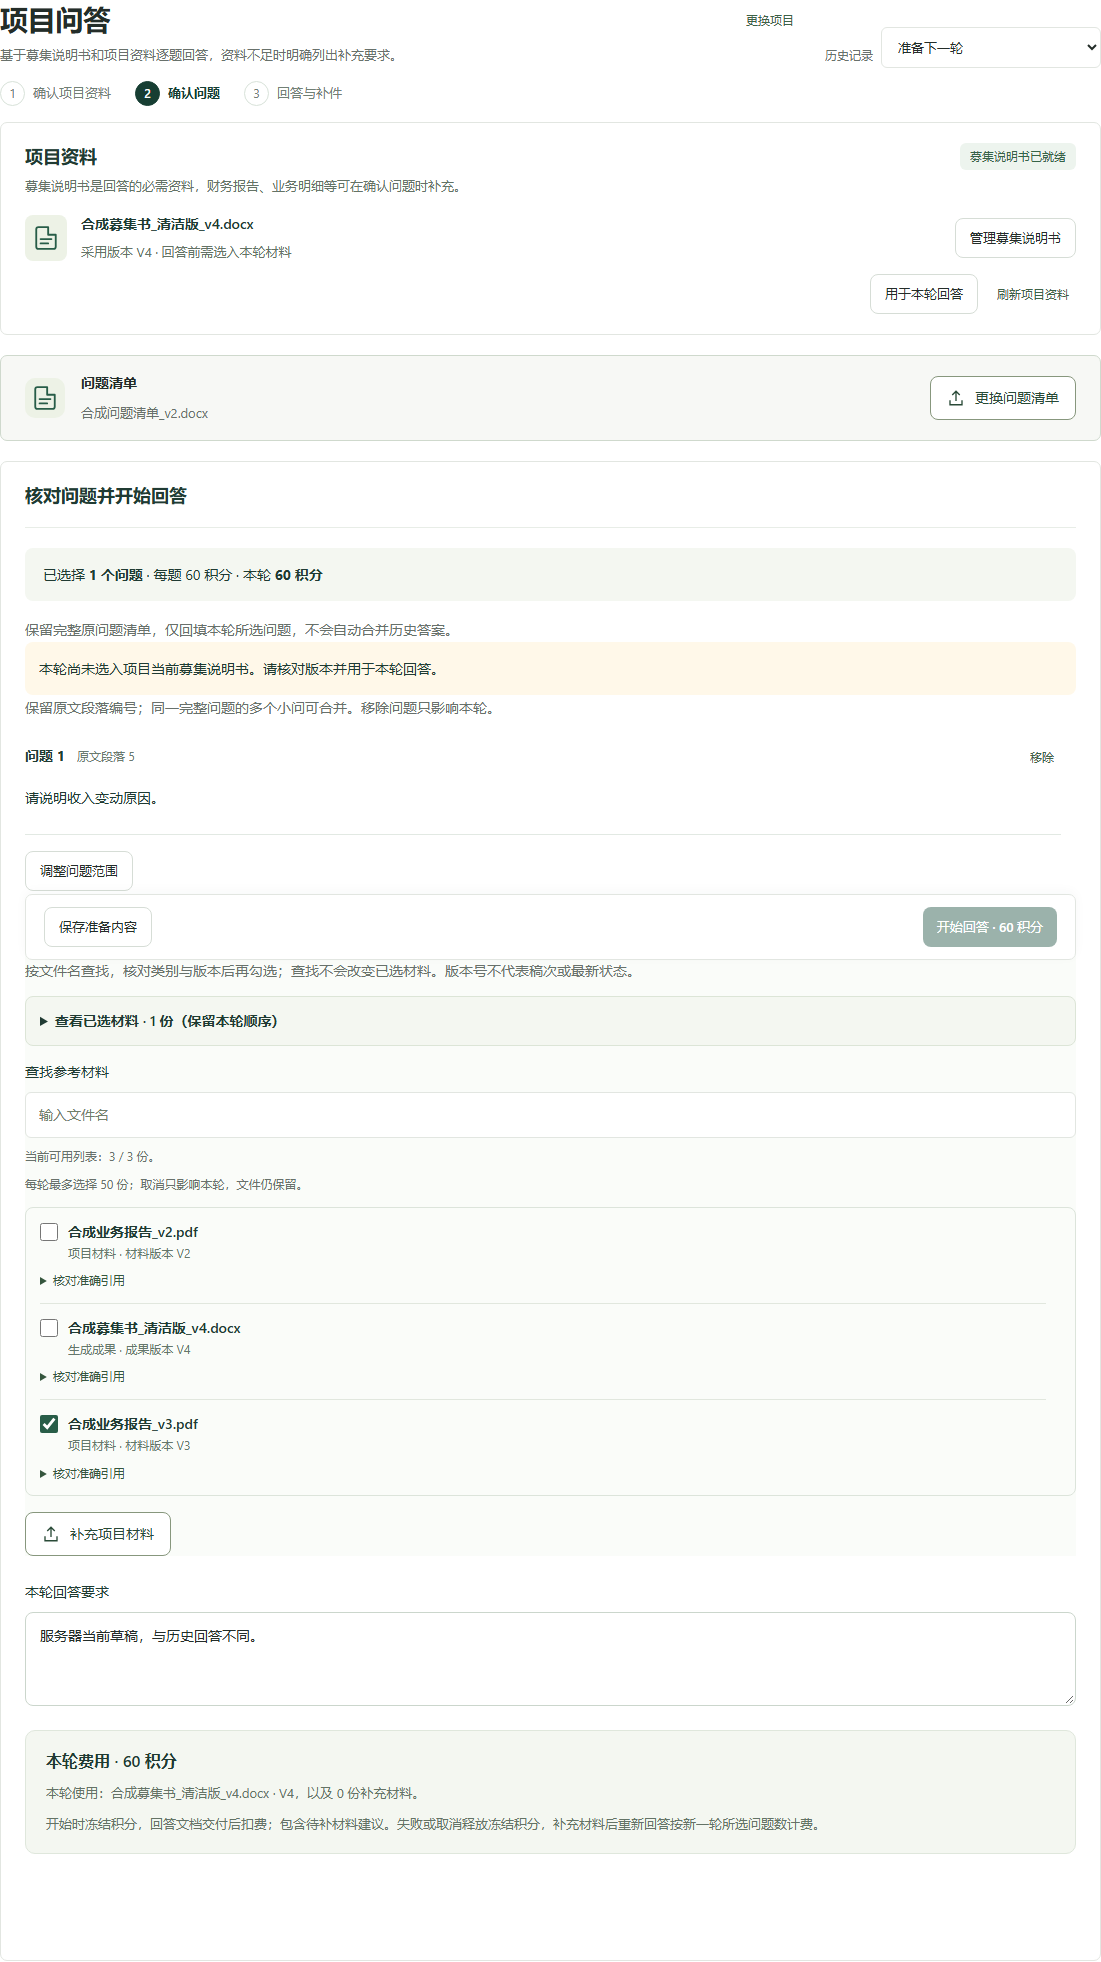 项目问答
更换项目
基于募集说明书和项目资料逐题回答，资料不足时明确列出补充要求。
历史记录
准备下一轮
1 确认项目资料
2 确认问题
3 回答与补件
项目资料
募集说明书已就绪
募集说明书是回答的必需资料，财务报告、业务明细等可在确认问题时补充。
合成募集书_清洁版_v4.docx
采用版本 V4 · 回答前需选入本轮材料
管理募集说明书
用于本轮回答
刷新项目资料
问题清单
合成问题清单_v2.docx
更换问题清单
核对问题并开始回答
已选择 1 个问题 · 每题 60 积分 · 本轮 60 积分
保留完整原问题清单，仅回填本轮所选问题，不会自动合并历史答案。
本轮尚未选入项目当前募集说明书。请核对版本并用于本轮回答。
保留原文段落编号；同一完整问题的多个小问可合并。移除问题只影响本轮。
问题 1 原文段落 5
移除
请说明收入变动原因。
调整问题范围
保存准备内容
开始回答 · 60 积分
按文件名查找，核对类别与版本后再勾选；查找不会改变已选材料。版本号不代表稿次或最新状态。
查看已选材料 · 1 份（保留本轮顺序）
查找参考材料
输入文件名
当前可用列表：3 / 3 份。
每轮最多选择 50 份；取消只影响本轮，文件仍保留。
合成业务报告_v2.pdf
项目材料 · 材料版本 V2
核对准确引用
合成募集书_清洁版_v4.docx
生成成果 · 成果版本 V4
核对准确引用
合成业务报告_v3.pdf
项目材料 · 材料版本 V3
核对准确引用
补充项目材料
本轮回答要求
服务器当前草稿，与历史回答不同。
本轮费用 · 60 积分
本轮使用：合成募集书_清洁版_v4.docx · V4，以及 0 份补充材料。
开始时冻结积分，回答文档交付后扣费；包含待补材料建议。失败或取消释放冻结积分，补充材料后重新回答按新一轮所选问题数计费。